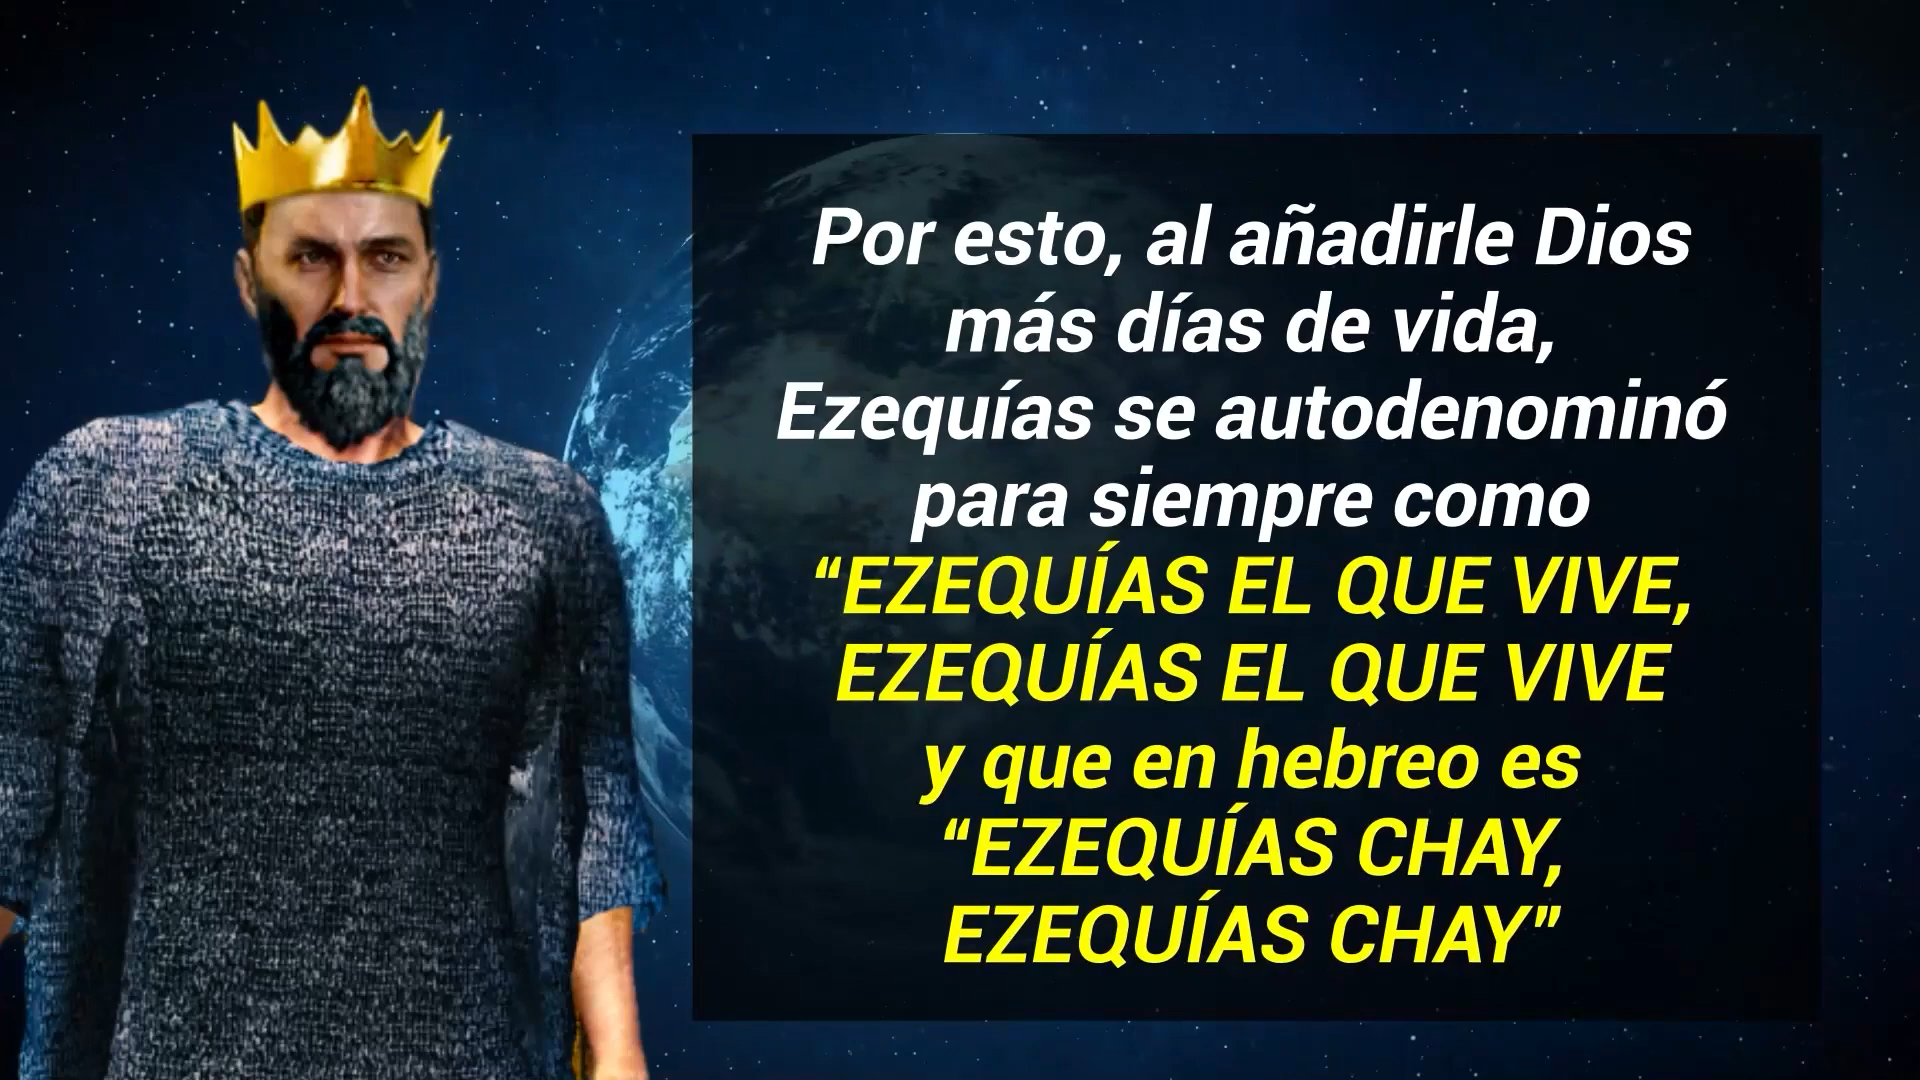 Por esto, al añadirle Dios
más días de vida,
Ezequías se autodenominó
para siempre como
“EZEQUÍAS EL QUE VIVE,
EZEQUÍAS EL QUE VIVE
y que en hebreo es
“EZEQUÍAS CHAY,
EZEQUÍAS CHAY”